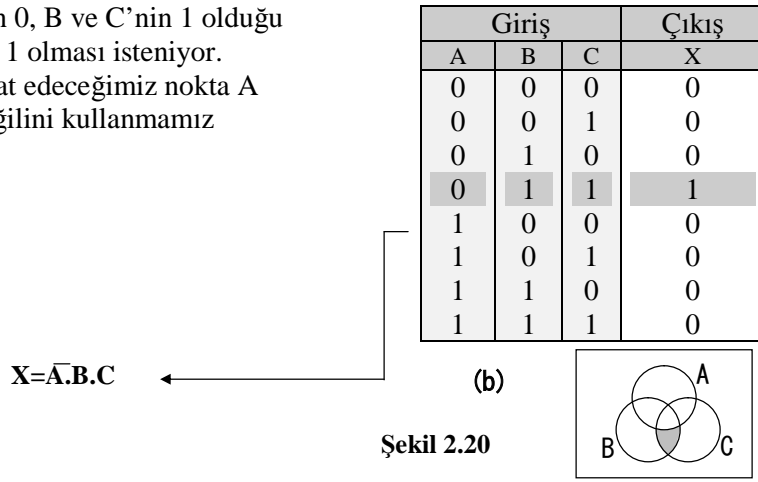 n 0, B ve C’nin 1 olduğu
1 olması isteniyor.
at edeceğimiz nokta A
ğilini kullanmamız
Giriş Çıkış
A B C X
0 0 0 0
0 0 1 0
0 1 0 0
0 1 1 1
1 0 0 0
1 0 1 0
1 1 0 0
1 1 1 0
X=A̅.B.C
(b)
A
B C
Şekil 2.20